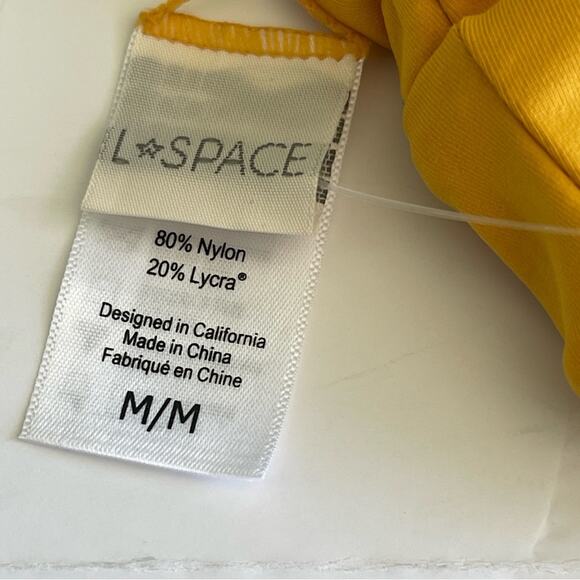 L☆SPACE
80% Nylon
20% Lycra®
Designed in California
Made in China
Fabriqué en Chine
M/M